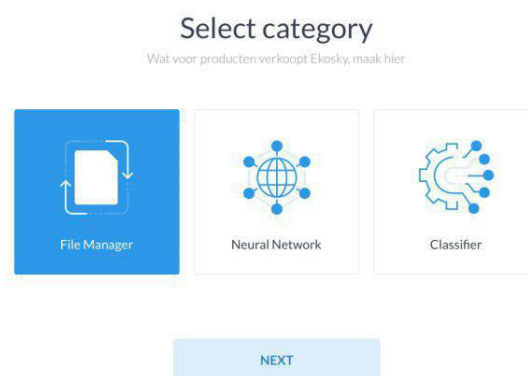 Select category
Wat voor producten verkoopt Ekosky, maak hier
File Manager
Neural Network
Classifier
NEXT